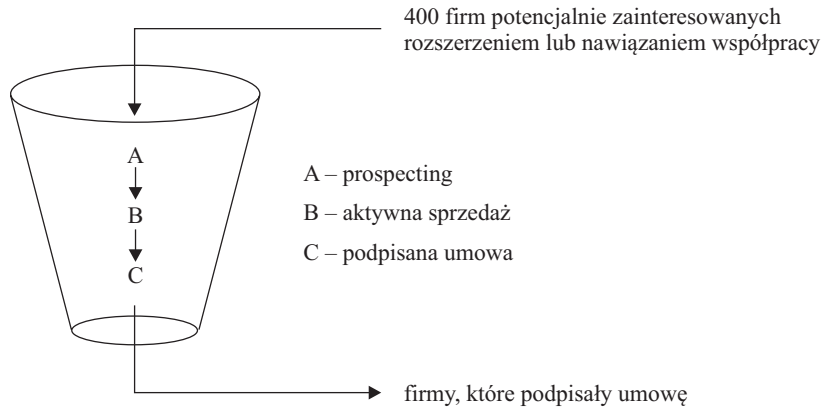 400 firm potencjalnie zainteresowanych
rozszerzeniem lub nawiązaniem współpracy
A
B
C
A – prospecting
B – aktywna sprzedaż
C – podpisana umowa
firmy, które podpisały umowę